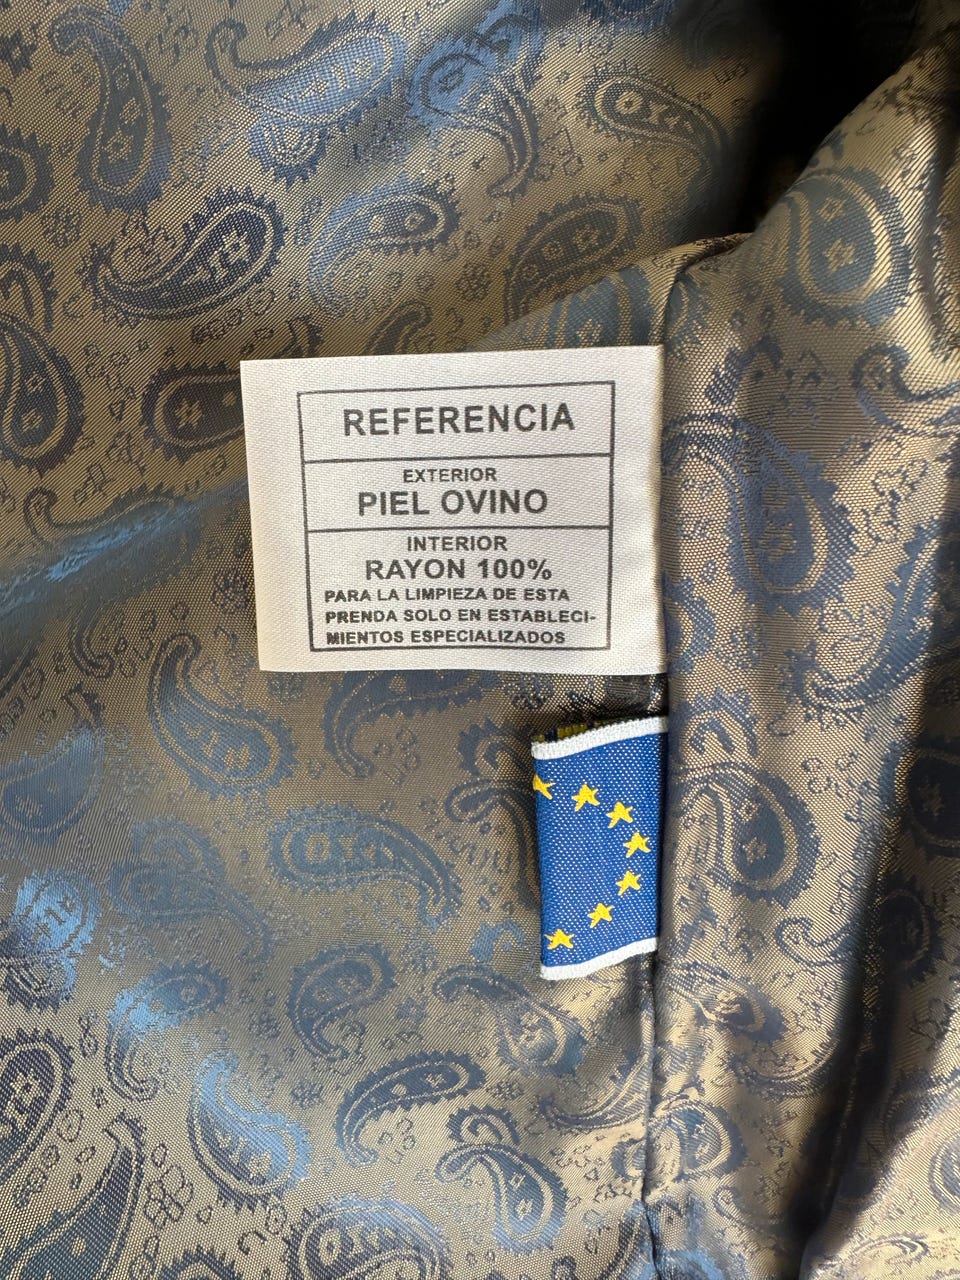 REFERENCIA
EXTERIOR
PIEL OVINO
INTERIOR
RAYON 100%
PARA LA LIMPIEZA DE ESTA
PRENDA SOLO EN ESTABLECI-
MIENTOS ESPECIALIZADOS